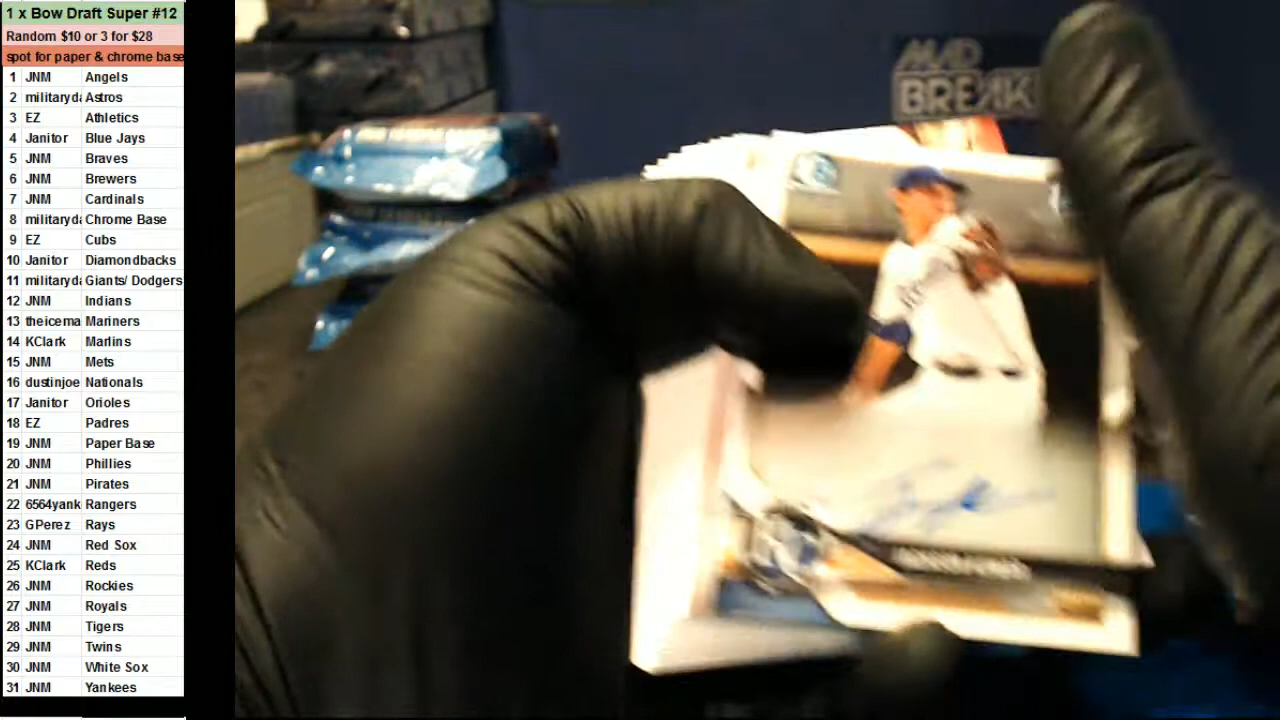 1 x Bow Draft Super #12
Random $10 or 3 for $28
spot for paper & chrome base
1 JNM Angels
2 militaryda Astros
3 EZ Athletics
4 Janitor Blue Jays
5 JNM Braves
6 JNM Brewers
7 JNM Cardinals
8 militaryda Chrome Base
9 EZ Cubs
10 Janitor Diamondbacks
11 militaryda Giants/ Dodgers
12 JNM Indians
13 theicema Mariners
14 KClark Marlins
15 JNM Mets
16 dustinjoe Nationals
17 Janitor Orioles
18 EZ Padres
19 JNM Paper Base
20 JNM Phillies
21 JNM Pirates
22 6564yank Rangers
23 GPerez Rays
24 JNM Red Sox
25 KClark Reds
26 JNM Rockies
27 JNM Royals
28 JNM Tigers
29 JNM Twins
30 JNM White Sox
31 JNM Yankees
MAD
BREAK